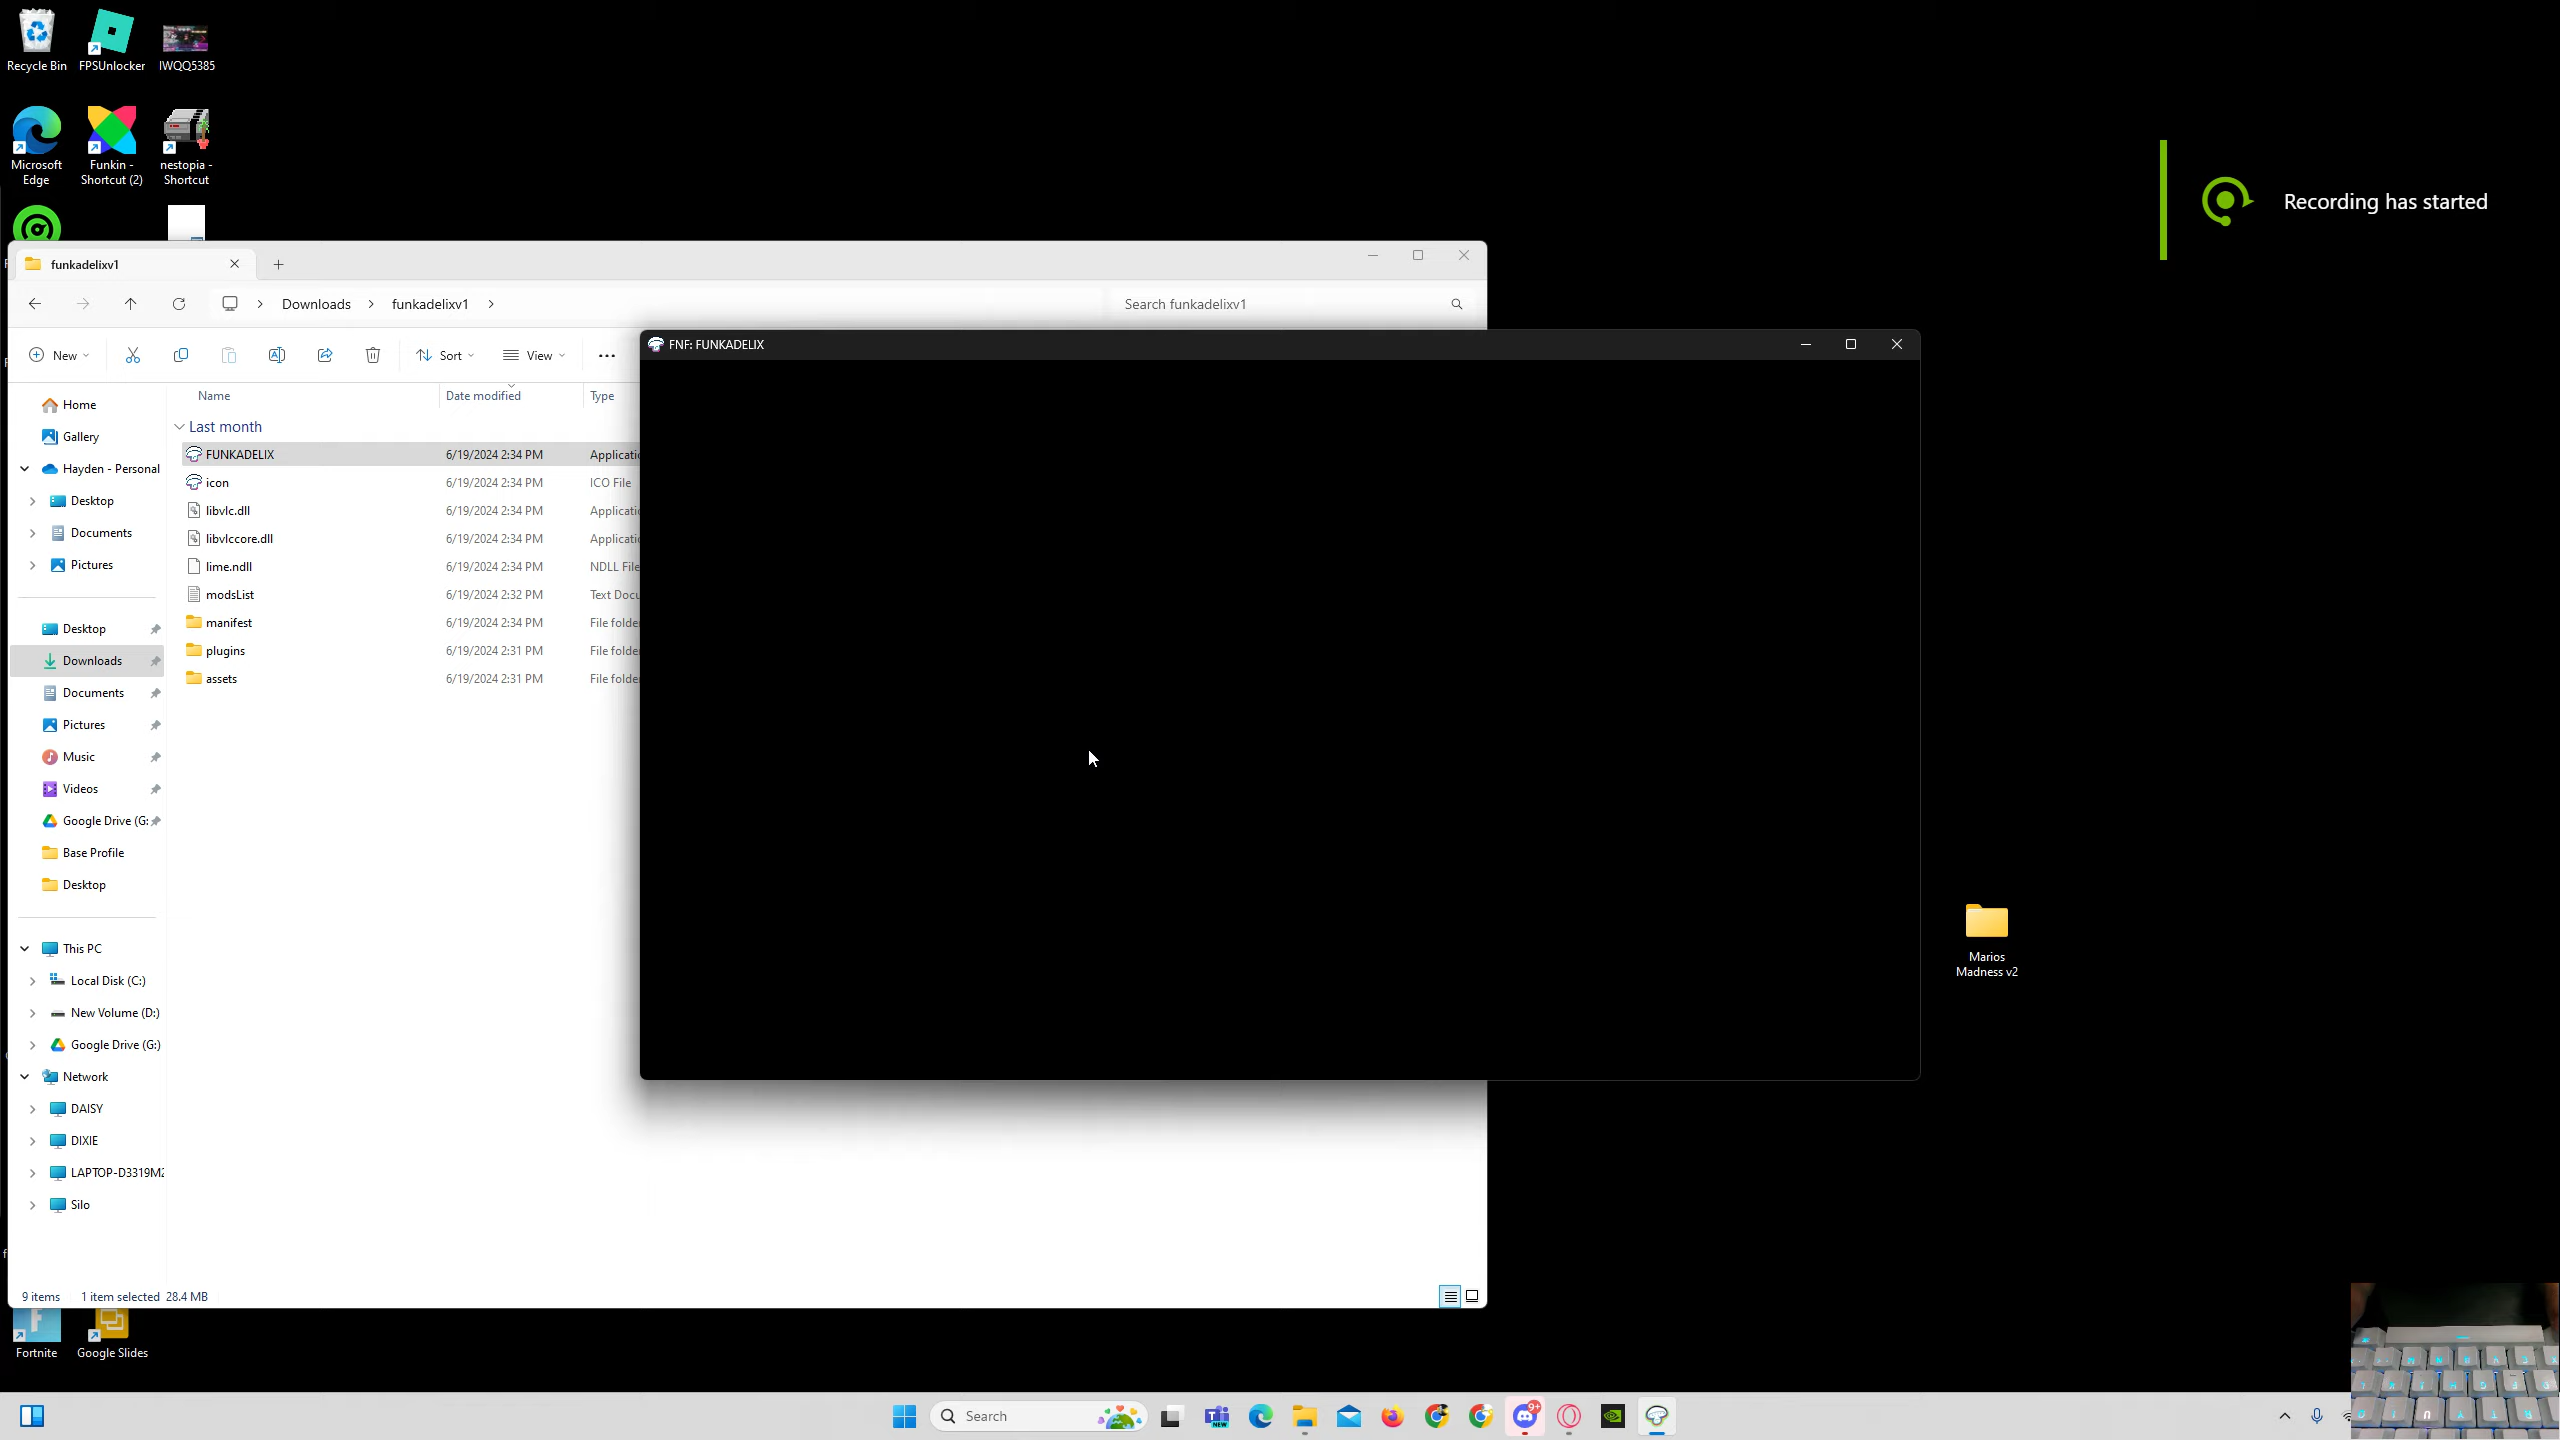 Recycle Bin
FPSUnlocker
IWQQ5385
Microsoft
Edge
Funkin -
Shortcut (2)
nestopia -
Shortcut
Recording has started
funkadelixv1
Downloads
funkadelixv1
Search funkadelixv1
New
Sort
View
FNF: FUNKADELIX
Name
Date modified
Type
Last month
FUNKADELIX 6/19/2024 2:34 PM Applicatio
icon 6/19/2024 2:34 PM ICO File
libvlc.dll 6/19/2024 2:34 PM Applicatio
libvlccore.dll 6/19/2024 2:34 PM Applicatio
lime.ndll 6/19/2024 2:34 PM NDLL File
modsList 6/19/2024 2:32 PM Text Docu
manifest 6/19/2024 2:34 PM File folde
plugins 6/19/2024 2:31 PM File folde
assets 6/19/2024 2:31 PM File folde
Home
Gallery
Hayden - Personal
Desktop
Documents
Pictures
Desktop
Downloads
Documents
Pictures
Music
Videos
Google Drive (G:
Base Profile
Desktop
This PC
Local Disk (C:)
New Volume (D:)
Google Drive (G:)
Network
DAISY
DIXIE
LAPTOP-D3319M2
Silo
9 items
1 item selected 28.4 MB
Marios
Madness v2
Fortnite
Google Slides
Search
NEW
9+